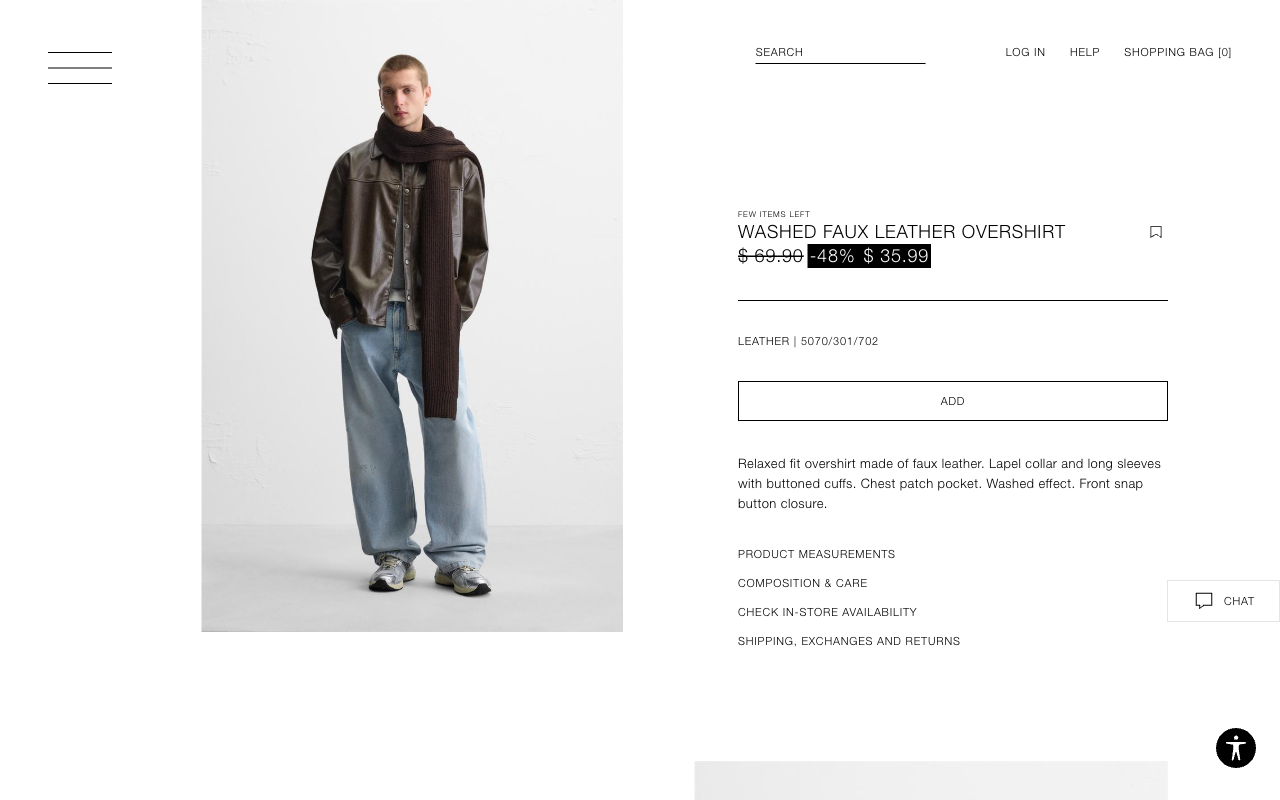 SEARCH
LOG IN
HELP
SHOPPING BAG [0]
FEW ITEMS LEFT
WASHED FAUX LEATHER OVERSHIRT
$ 69.90 -48% $ 35.99
LEATHER | 5070/301/702
ADD
Relaxed fit overshirt made of faux leather. Lapel collar and long sleeves
with buttoned cuffs. Chest patch pocket. Washed effect. Front snap
button closure.
PRODUCT MEASUREMENTS
COMPOSITION & CARE
CHECK IN-STORE AVAILABILITY
SHIPPING, EXCHANGES AND RETURNS
CHAT